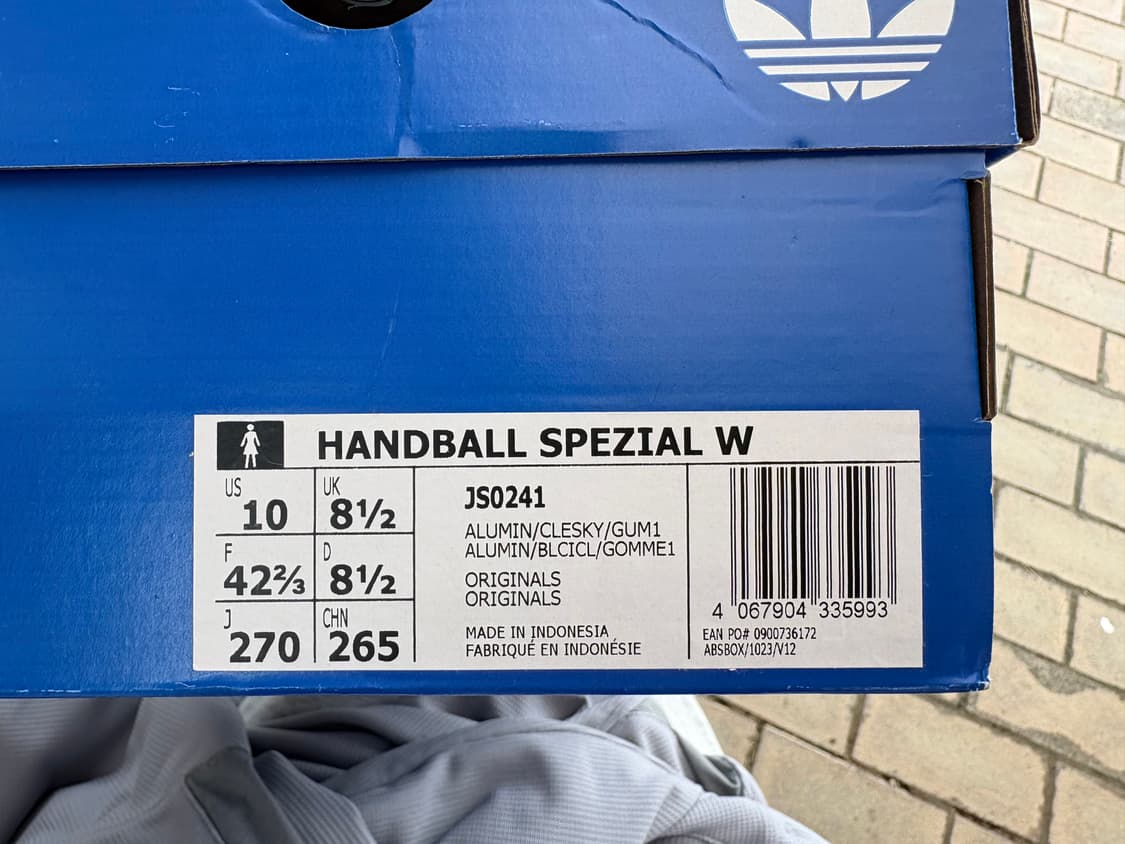 HANDBALL SPEZIAL W
US 10 UK 8½
F 42⅔ D 8½
J 270 CHN 265
JS0241
ALUMIN/CLESKY/GUM1
ALUMIN/BLCICL/GOMME1
ORIGINALS
ORIGINALS
MADE IN INDONESIA
FABRIQUÉ EN INDONÉSIE
4 067904 335993
EAN PO# 0900736172
ABSBOX/1023/V12